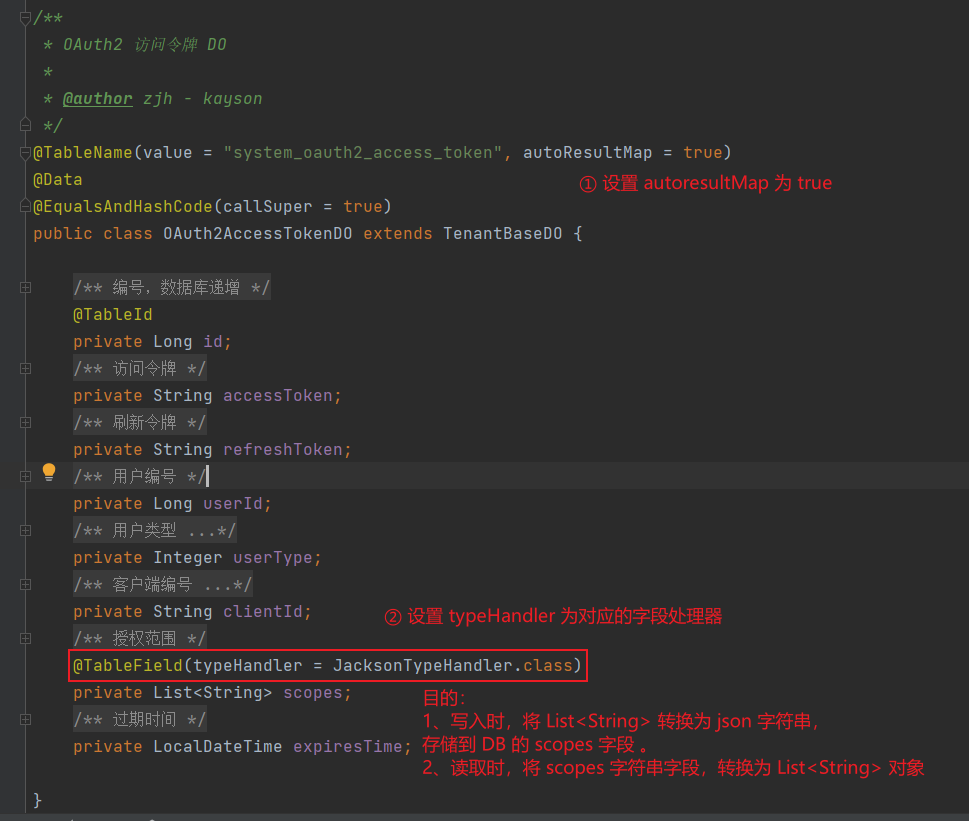 /**
 * OAuth2 访问令牌 DO
 *
 * @author zjh - kayson
 */
@TableName(value = "system_oauth2_access_token", autoResultMap = true)
@Data
① 设置 autoresultMap 为 true
@EqualsAndHashCode(callSuper = true)
public class OAuth2AccessTokenDO extends TenantBaseDO {
/** 编号，数据库递增 */
@TableId
private Long id;
/** 访问令牌 */
private String accessToken;
/** 刷新令牌 */
private String refreshToken;
/** 用户编号 */
private Long userId;
/** 用户类型 ...*/
private Integer userType;
/** 客户端编号 ...*/
private String clientId;
② 设置 typeHandler 为对应的字段处理器
/** 授权范围 */
@TableField(typeHandler = JacksonTypeHandler.class)
private List<String> scopes;
目的：
1、写入时，将 List<String> 转换为 json 字符串，
存储到 DB 的 scopes 字段 。
2、读取时，将 scopes 字符串字段，转换为 List<String> 对象
/** 过期时间 */
private LocalDateTime expiresTime;
}